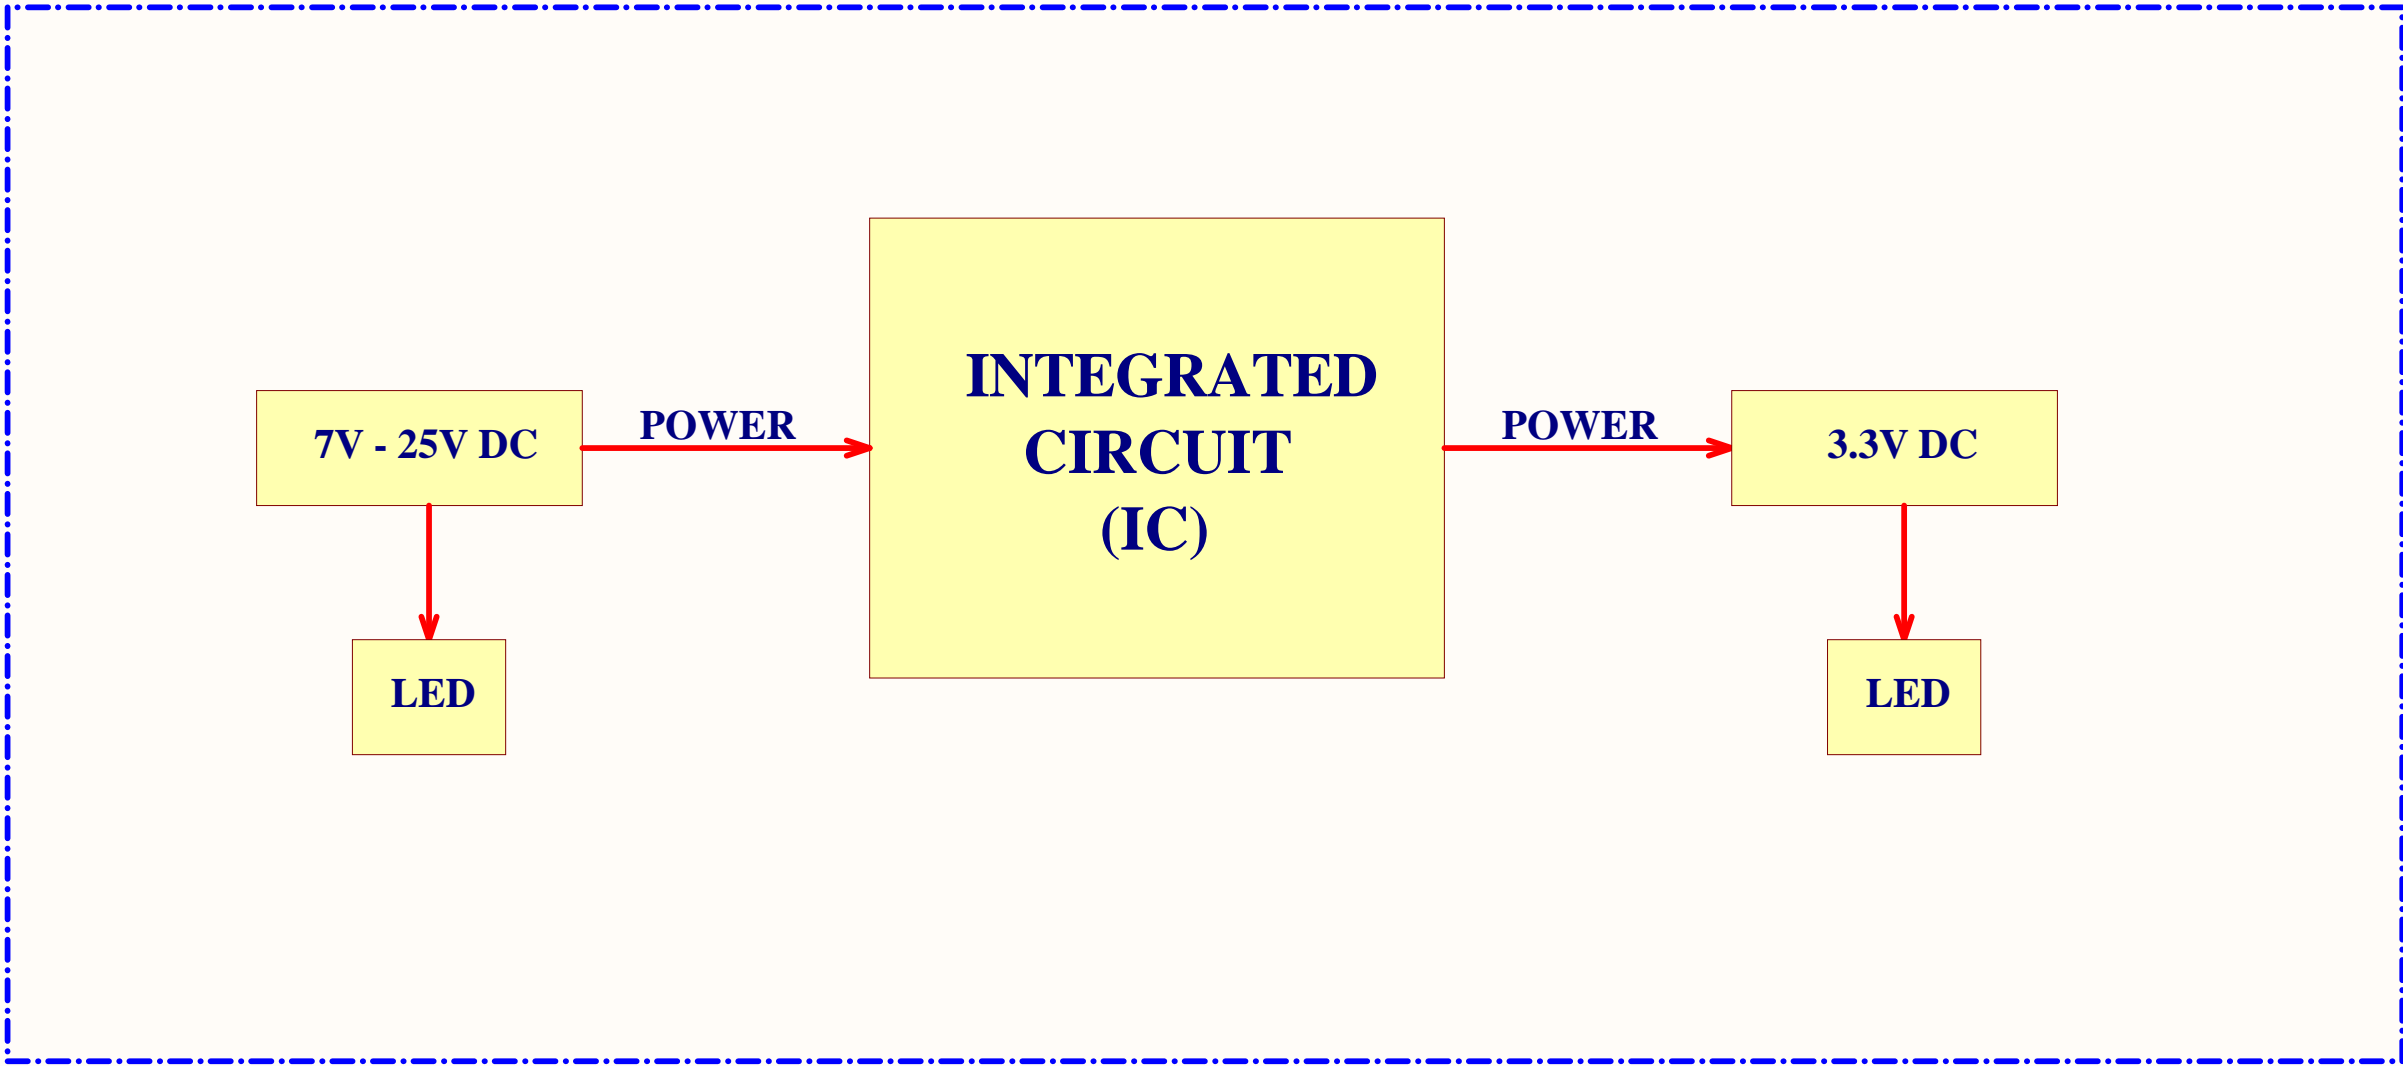 7V - 25V DC
POWER
INTEGRATED
CIRCUIT
(IC)
POWER
3.3V DC
LED
LED